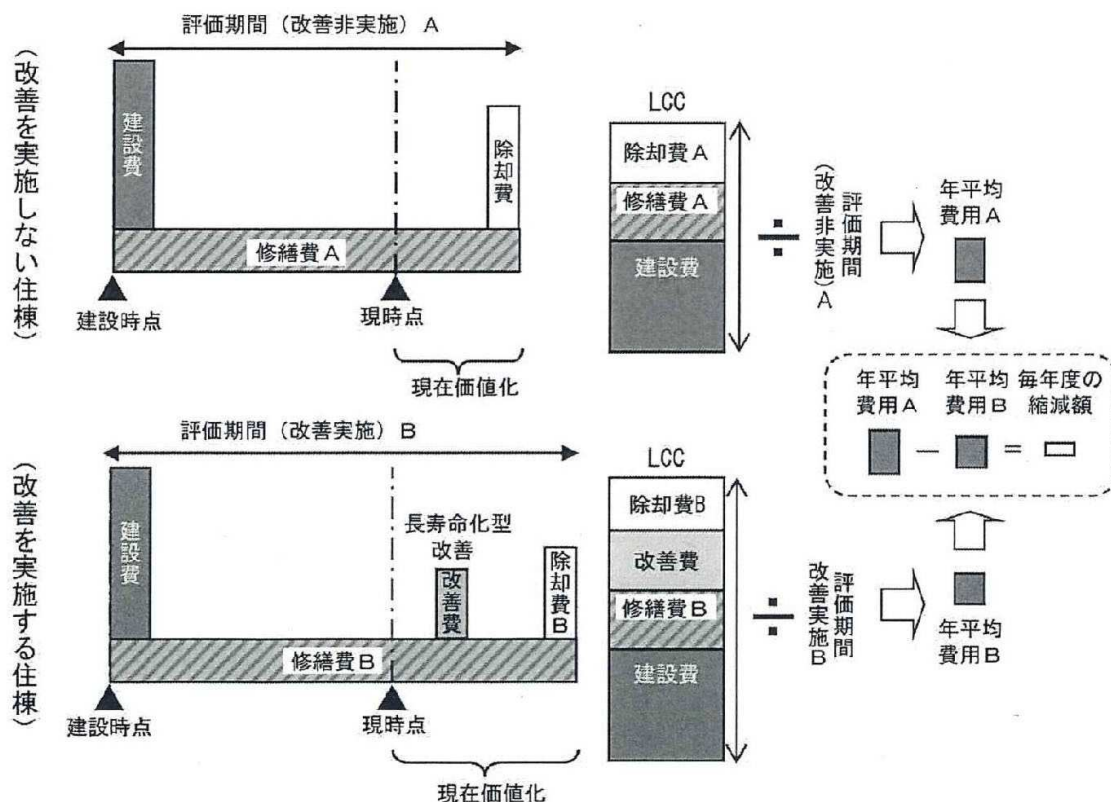 （改善を実施しない住棟）
評価期間（改善非実施）A
建設費
除却費
修繕費A
建設時点
現時点
現在価値化
LCC
除却費A
修繕費A
建設費
÷
評価期間
（改善非実施）A
年平均
費用A
年平均
費用A
－
年平均
費用B
＝
毎年度の
縮減額
（改善を実施する住棟）
評価期間（改善実施）B
建設費
長寿命化型
改善
改善費
除却費B
修繕費B
建設時点
現時点
現在価値化
LCC
除却費B
改善費
修繕費B
建設費
÷
評価期間
改善実施B
年平均
費用B